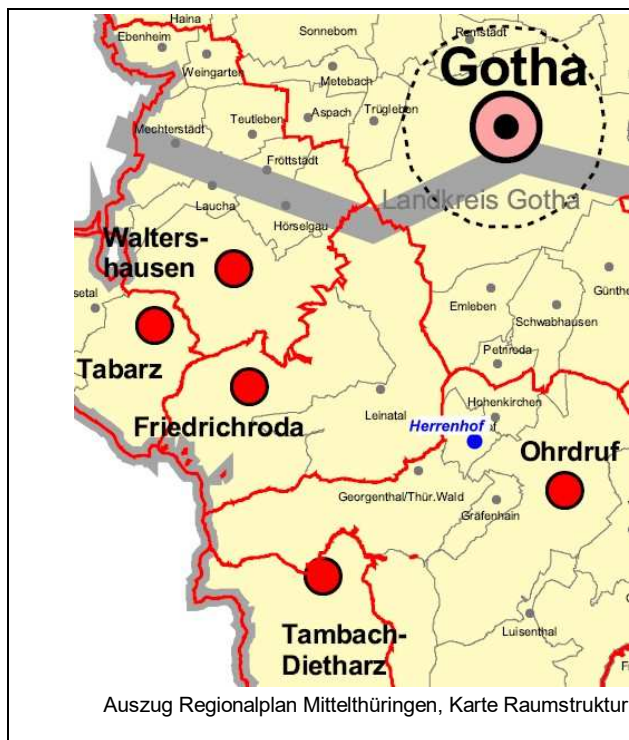 Haina
Ebenheim
Sonneborn
Remstädt
Weingarten
Metebach
Gotha
Teutleben
Aspach
Trügleben
Mechterstädt
Fröttstädt
Laucha
Hörselgau
Landkreis Gotha
Walters-
hausen
Emleben
Schwabhausen
Tabarz
Petriroda
Friedrichroda
Leinatal
Hohenkirchen
Herrenhof
Ohrdruf
Georgenthal/Thür.Wald
Gräfenhain
Tambach-
Dietharz
Luisenthal
Auszug Regionalplan Mittelthüringen, Karte Raumstruktur